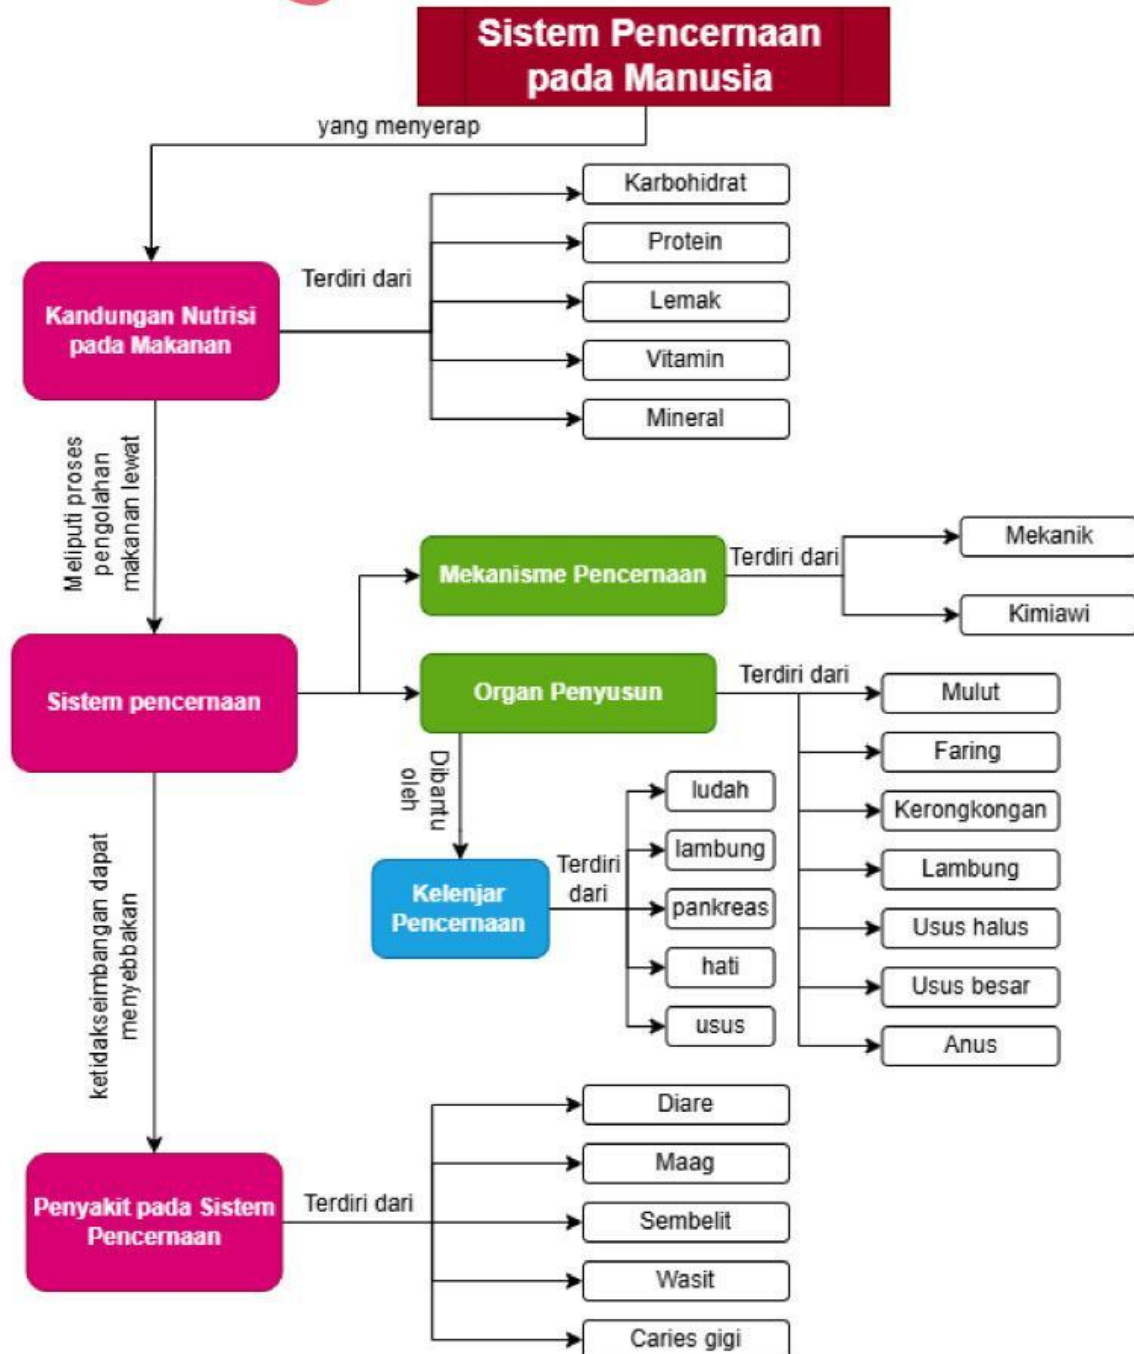 Sistem Pencernaan
pada Manusia
yang menyerap
Kandungan Nutrisi
pada Makanan
Terdiri dari
Karbohidrat
Protein
Lemak
Vitamin
Mineral
Meliputi proses
pengolahan
makanan lewat
Sistem pencernaan
Mekanisme Pencernaan
Terdiri dari
Mekanik
Kimiawi
Organ Penyusun
Terdiri dari
Mulut
Faring
Kerongkongan
Lambung
Usus halus
Usus besar
Anus
Dibantu
oleh
Kelenjar
Pencernaan
Terdiri
dari
ludah
lambung
pankreas
hati
usus
ketidakseimbangan dapat
menyebbakan
Penyakit pada Sistem
Pencernaan
Terdiri dari
Diare
Maag
Sembelit
Wasit
Caries gigi